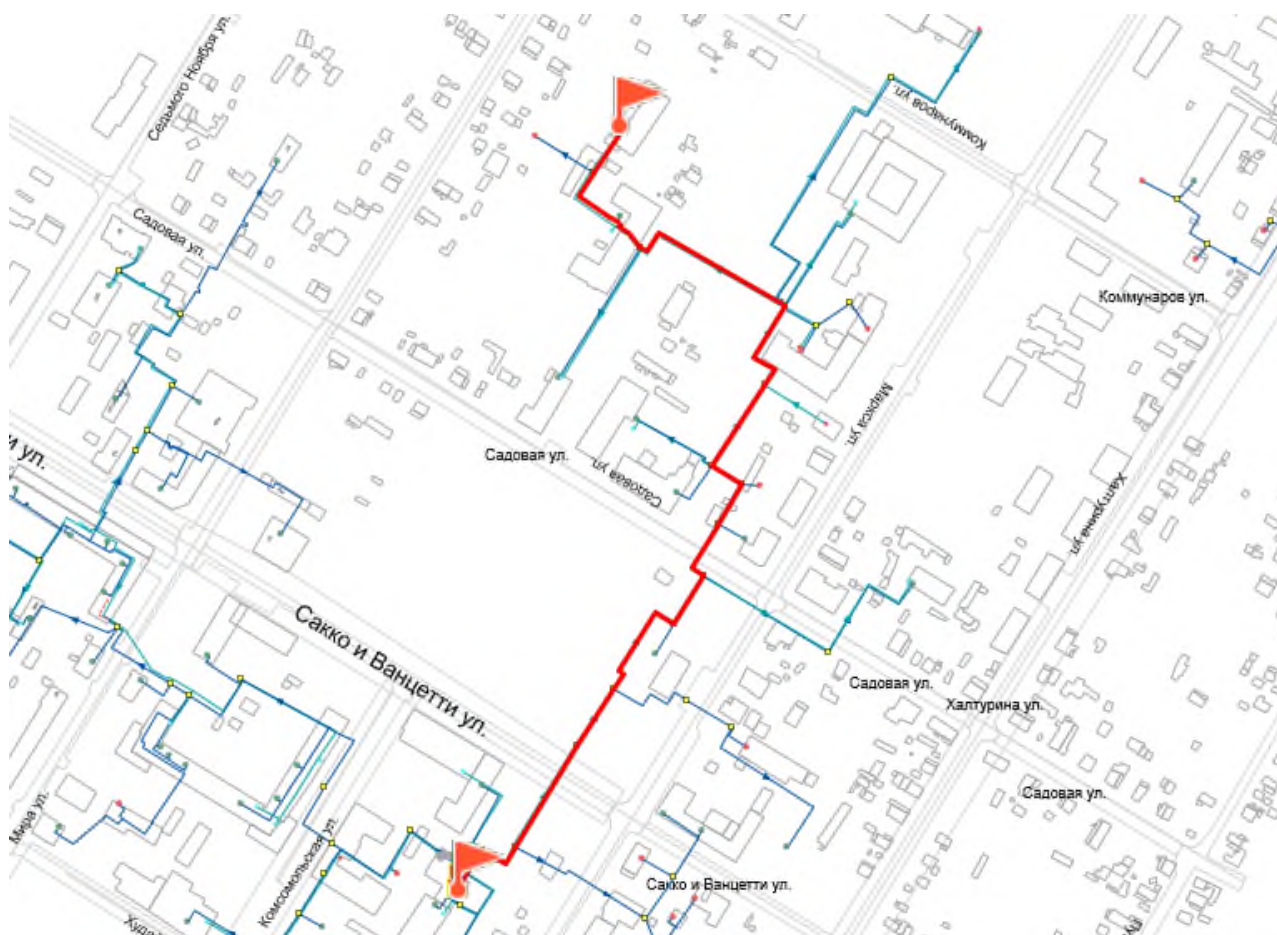 Седьмого Ноября ул.
Коммунаров ул.
Садовая ул.
Коммунаров ул.
Маркса ул.
и ул.
Садовая ул.
Садовая ул.
Халтурина ул.
Сакко и Ванцетти ул.
Садовая ул.
Халтурина ул.
Садовая ул.
Мира ул.
Комсомольская ул.
Сакко и Ванцетти ул.